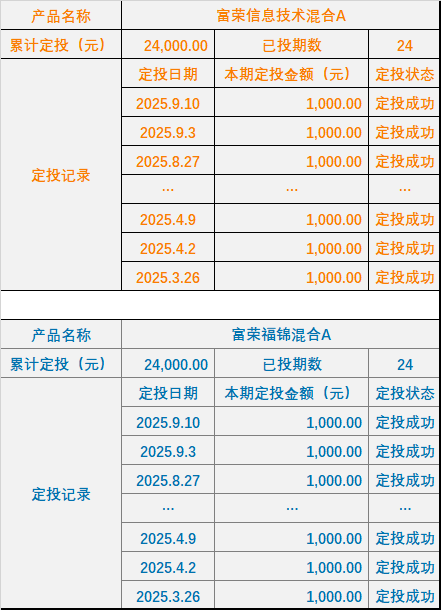 产品名称 富荣信息技术混合A
累计定投（元） 24,000.00 已投期数 24
定投日期 本期定投金额（元） 定投状态
2025.9.10 1,000.00 定投成功
2025.9.3 1,000.00 定投成功
2025.8.27 1,000.00 定投成功
定投记录
… … …
2025.4.9 1,000.00 定投成功
2025.4.2 1,000.00 定投成功
2025.3.26 1,000.00 定投成功
产品名称 富荣福锦混合A
累计定投（元） 24,000.00 已投期数 24
定投日期 本期定投金额（元） 定投状态
2025.9.10 1,000.00 定投成功
2025.9.3 1,000.00 定投成功
2025.8.27 1,000.00 定投成功
定投记录
… … …
2025.4.9 1,000.00 定投成功
2025.4.2 1,000.00 定投成功
2025.3.26 1,000.00 定投成功